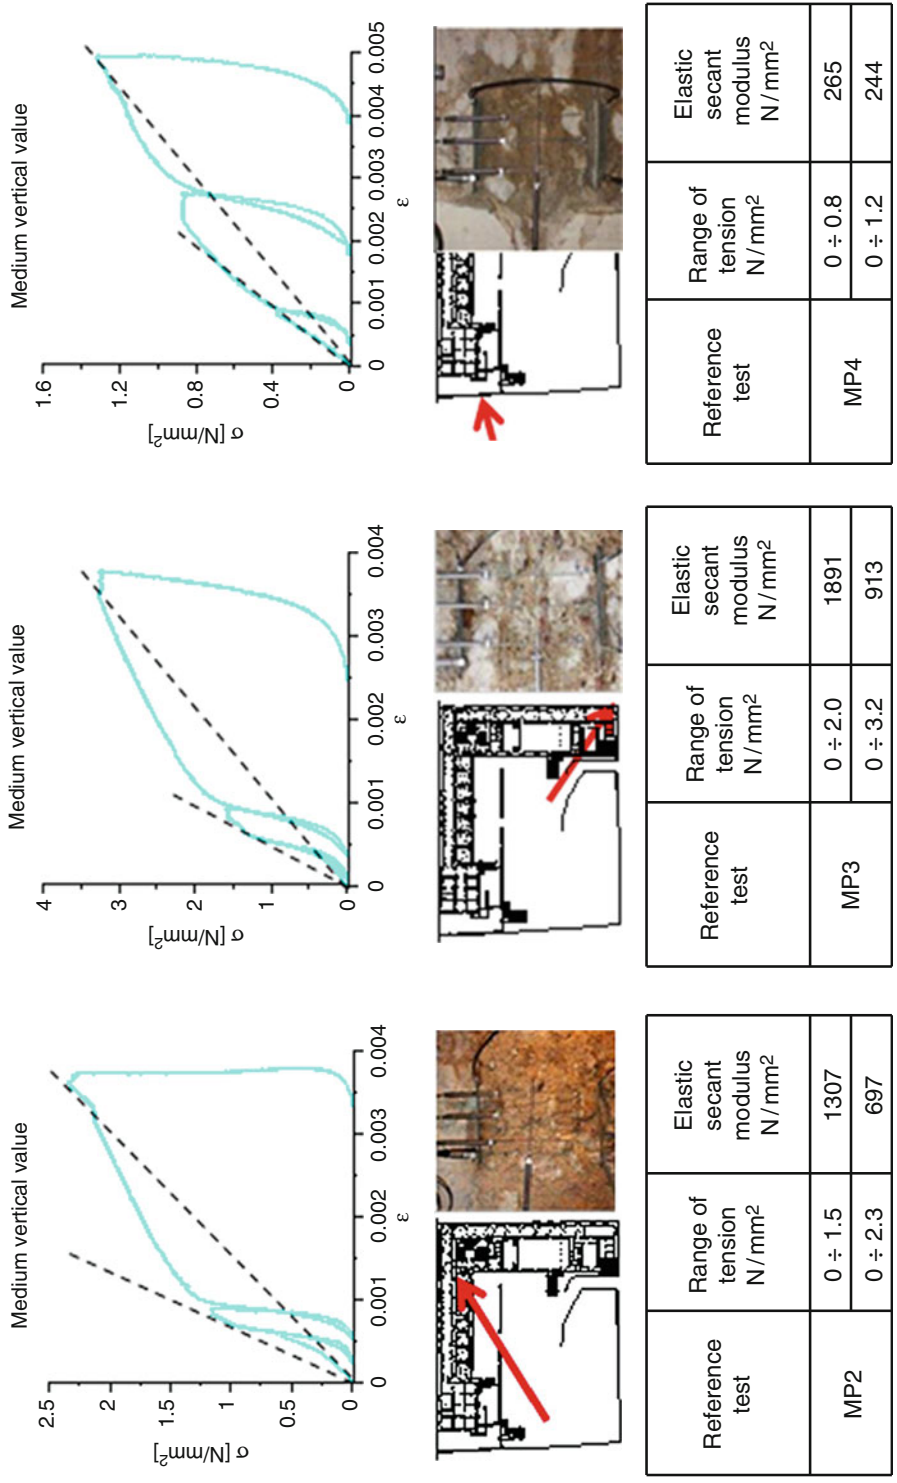 Medium vertical value
2.5
2
1.5
1
0.5
0
σ [N/mm²]
0 0.001 0.002 0.003 0.004
ε
Reference test
Range of tension N/mm²
Elastic secant modulus N/mm²
MP2
0 ÷ 1.5 1307
0 ÷ 2.3 697
Medium vertical value
4
3
2
1
0
σ [N/mm²]
0 0.001 0.002 0.003 0.004
ε
Reference test
Range of tension N/mm²
Elastic secant modulus N/mm²
MP3
0 ÷ 2.0 1891
0 ÷ 3.2 913
Medium vertical value
1.6
1.2
0.8
0.4
0
σ [N/mm²]
0 0.001 0.002 0.003 0.004 0.005
ε
Reference test
Range of tension N/mm²
Elastic secant modulus N/mm²
MP4
0 ÷ 0.8 265
0 ÷ 1.2 244